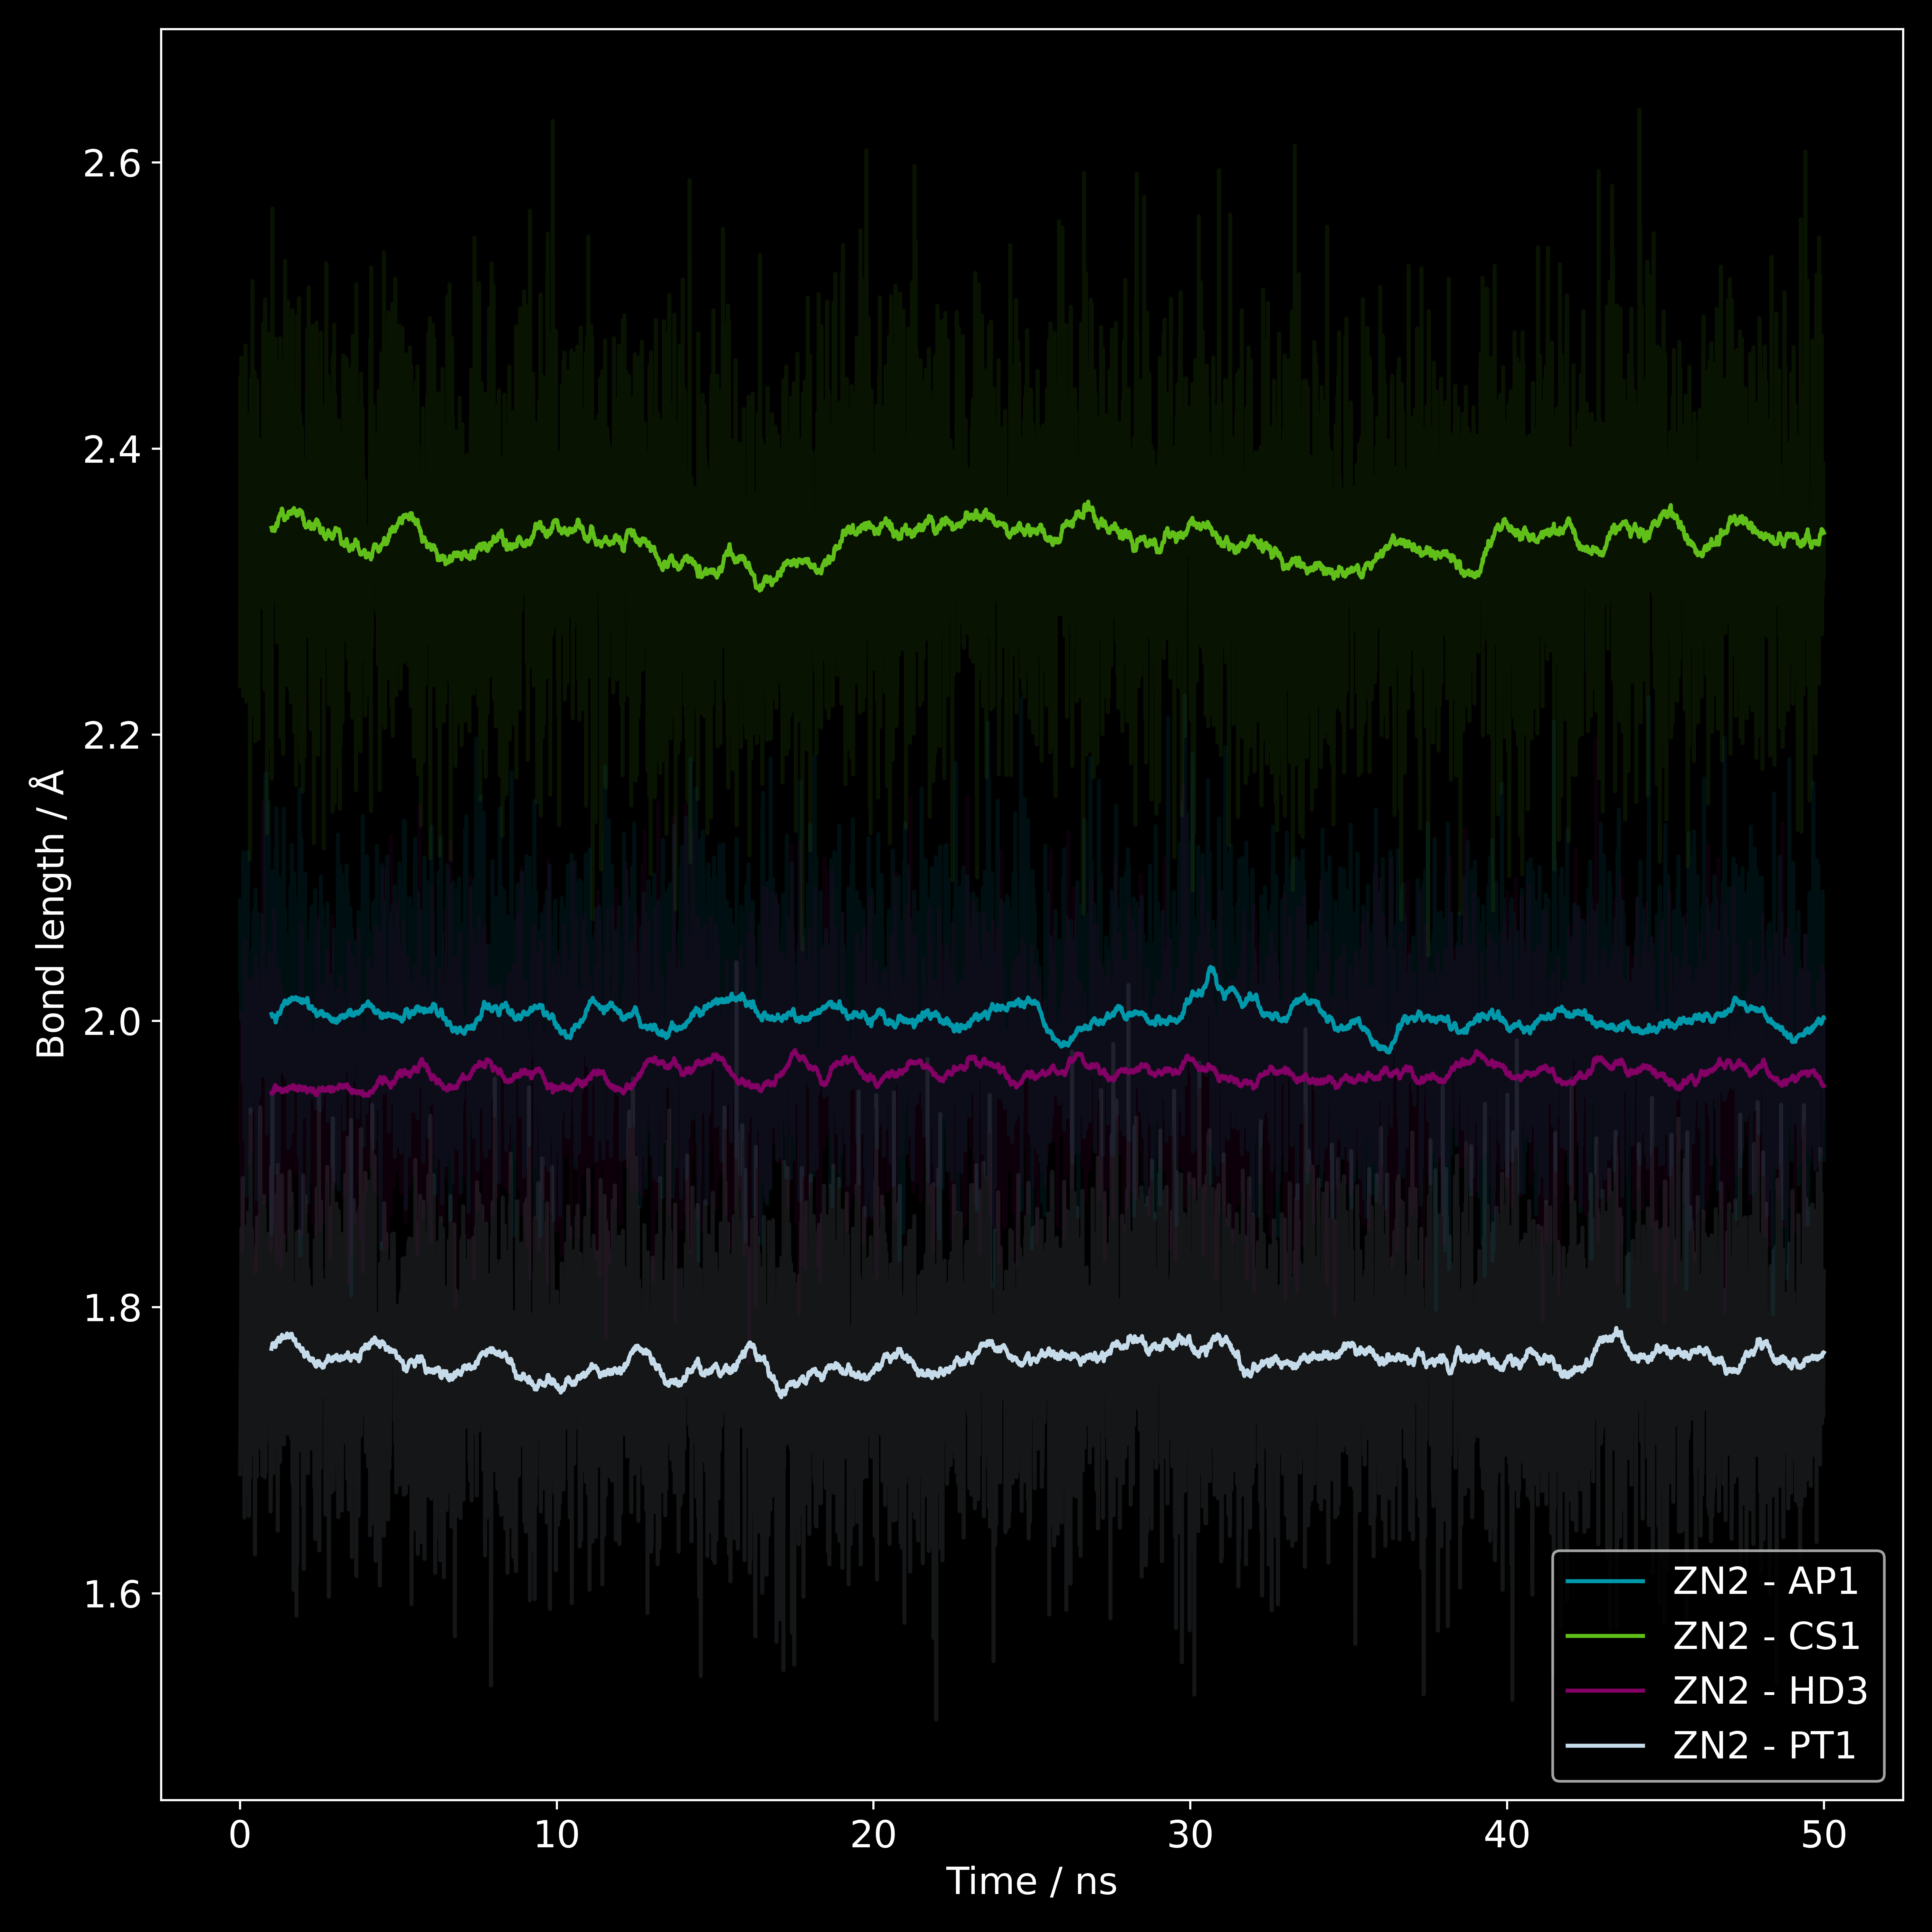 2.6
2.4
2.2
2.0
1.8
1.6
Bond length / Å
0 10 20 30 40 50
Time / ns
ZN2 - AP1
ZN2 - CS1
ZN2 - HD3
ZN2 - PT1